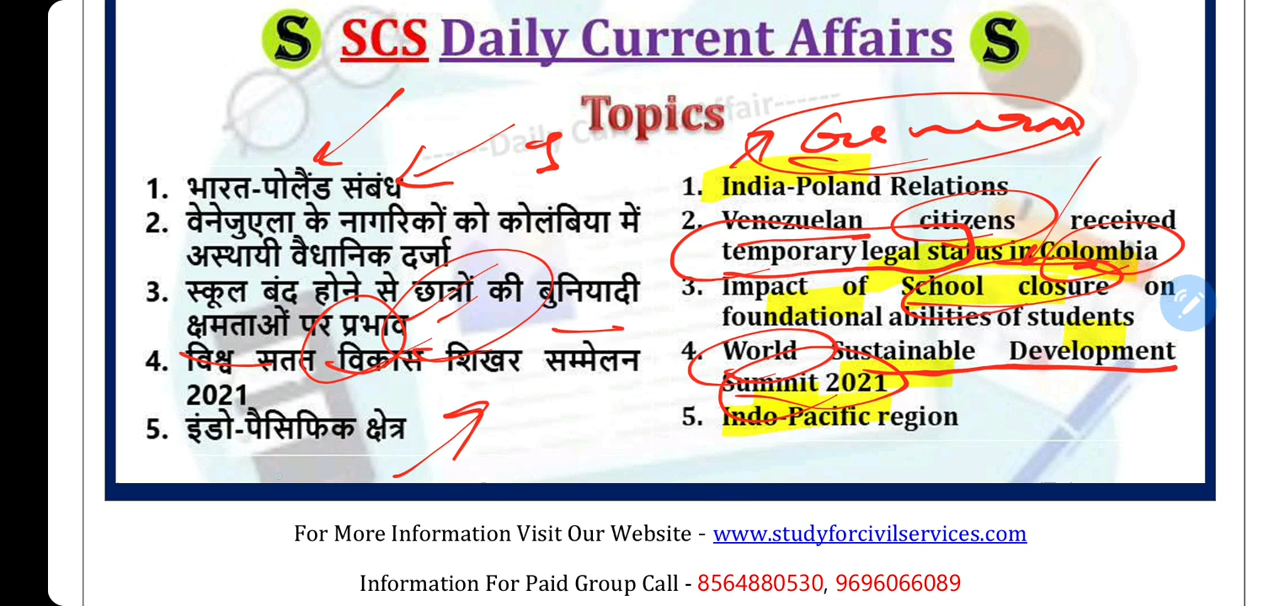 S SCS Daily Current Affairs S
Topics
1. भारत-पोलैंड संबंध
2. वेनेजुएला के नागरिकों को कोलंबिया में
अस्थायी वैधानिक दर्जा
3. स्कूल बंद होने से छात्रों की बुनियादी
क्षमताओं पर प्रभाव
4. विश्व सतत विकास शिखर सम्मेलन
2021
5. इंडो-पैसिफिक क्षेत्र
1. India-Poland Relations
2. Venezuelan citizens received
temporary legal status in Colombia
3. Impact of School closure on
foundational abilities of students
4. World Sustainable Development
Summit 2021
5. Indo-Pacific region
For More Information Visit Our Website - www.studyforcivilservices.com
Information For Paid Group Call - 8564880530, 9696066089